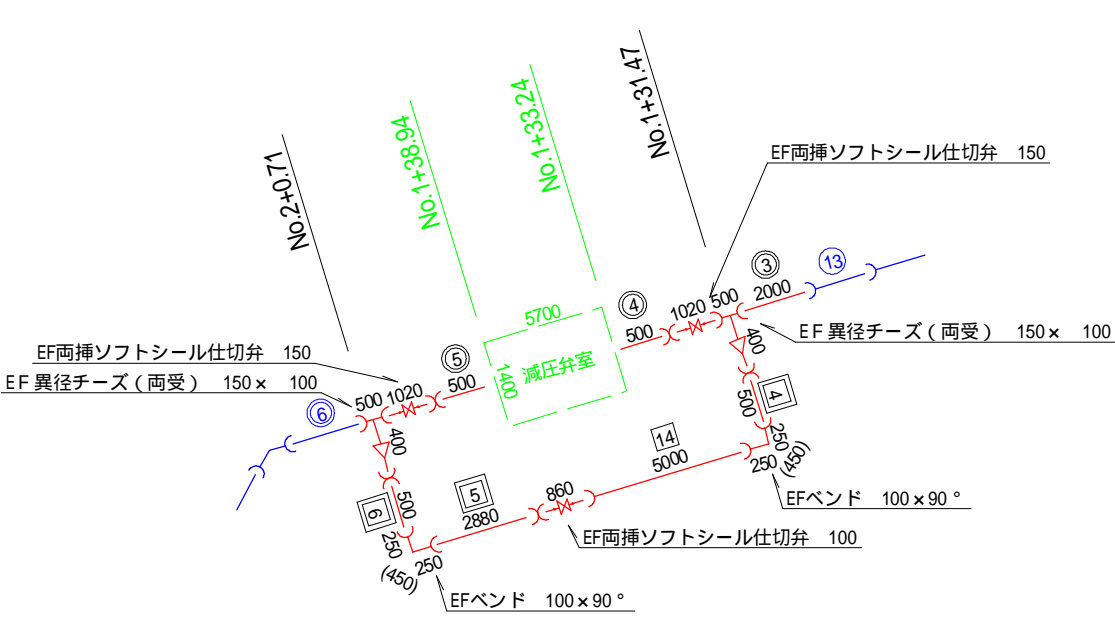 No.1+31.47
No.1+33.24
No.1+38.94
No.2+0.71
EF両挿ソフトシール仕切弁 150
③
⑬
2000
1020
500
④
500
5700
1400
減圧弁室
EF異径チーズ(両受) 150× 100
400
EF両挿ソフトシール仕切弁 150
EF異径チーズ(両受) 150× 100
⑤
500
1020
500
⑥
400
4
500
250
(450)
250
14
5000
EFベンド 100×90°
860
5
2880
EF両挿ソフトシール仕切弁 100
6
500
250
(450)
250
EFベンド 100×90°